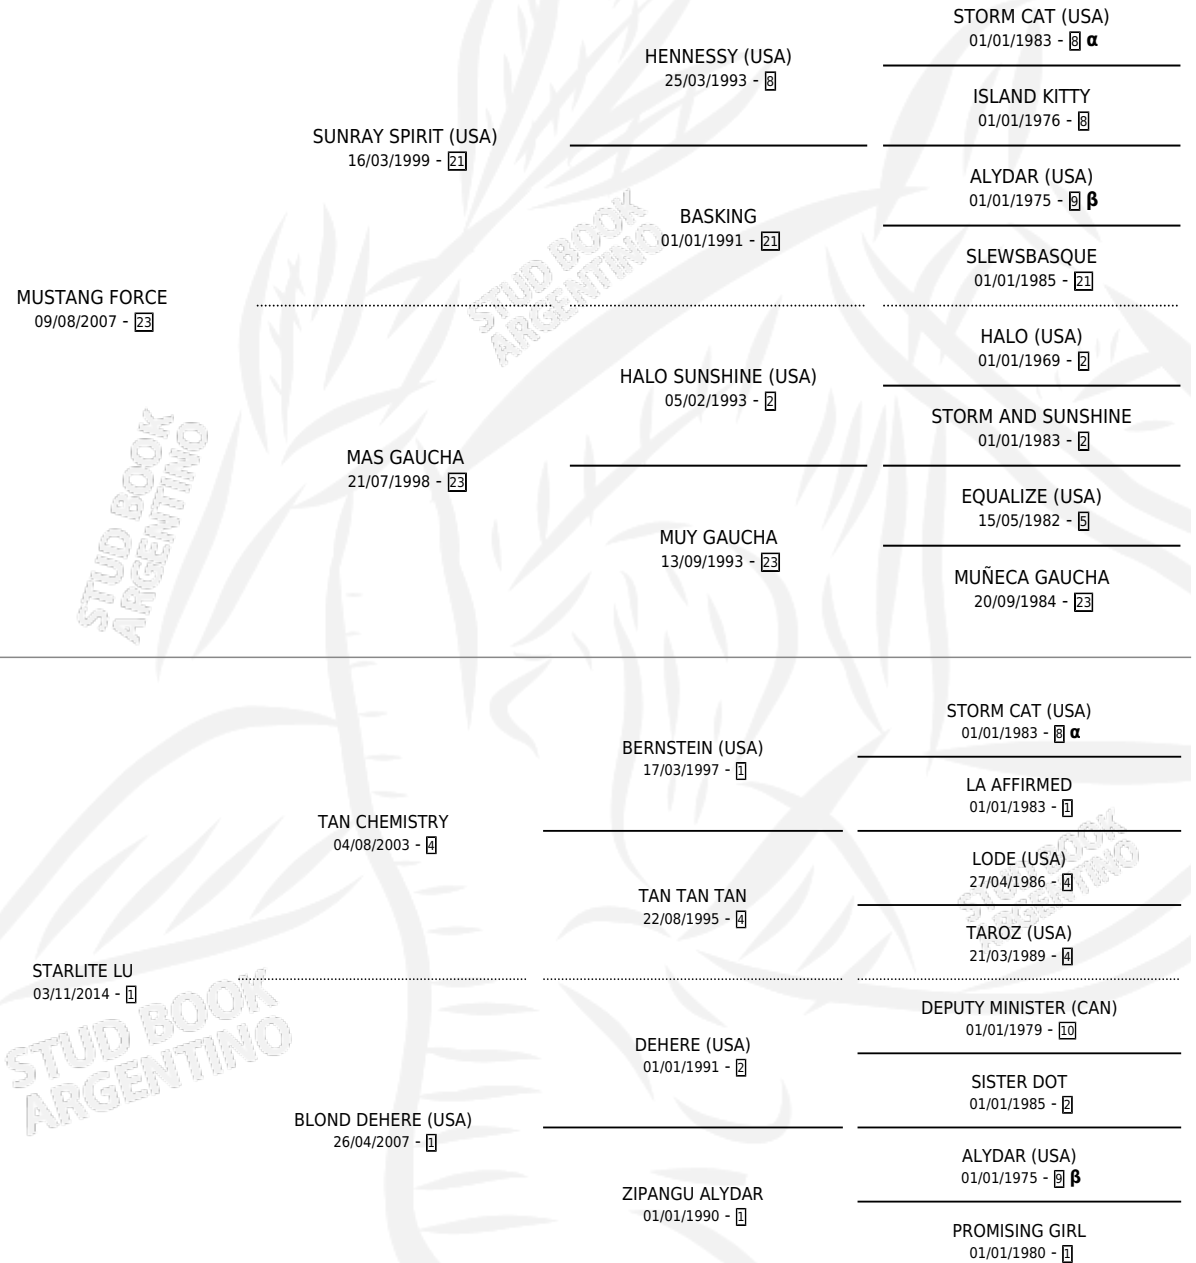 STORM CAT (USA)
01/01/1983 - 8 α
HENNESSY (USA)
25/03/1993 - 8
ISLAND KITTY
01/01/1976 - 8
SUNRAY SPIRIT (USA)
16/03/1999 - 21
ALYDAR (USA)
01/01/1975 - 9 β
BASKING
01/01/1991 - 21
SLEWSBASQUE
01/01/1985 - 21
MUSTANG FORCE
09/08/2007 - 23
HALO (USA)
01/01/1969 - 2
HALO SUNSHINE (USA)
05/02/1993 - 2
STORM AND SUNSHINE
01/01/1983 - 2
MAS GAUCHA
21/07/1998 - 23
EQUALIZE (USA)
15/05/1982 - 5
MUY GAUCHA
13/09/1993 - 23
MUÑECA GAUCHA
20/09/1984 - 23
STORM CAT (USA)
01/01/1983 - 8 α
BERNSTEIN (USA)
17/03/1997 - 1
LA AFFIRMED
01/01/1983 - 1
TAN CHEMISTRY
04/08/2003 - 4
LODE (USA)
27/04/1986 - 4
TAN TAN TAN
22/08/1995 - 4
TAROZ (USA)
21/03/1989 - 4
STARLITE LU
03/11/2014 - 1
DEPUTY MINISTER (CAN)
01/01/1979 - 10
DEHERE (USA)
01/01/1991 - 2
SISTER DOT
01/01/1985 - 2
BLOND DEHERE (USA)
26/04/2007 - 1
ALYDAR (USA)
01/01/1975 - 9 β
ZIPANGU ALYDAR
01/01/1990 - 1
PROMISING GIRL
01/01/1980 - 1
STUD BOOK
ARGENTINO
STUD BOOK
ARGENTINO
STUD BOOK
ARGENTINO
STUD BOOK
ARGENTINO